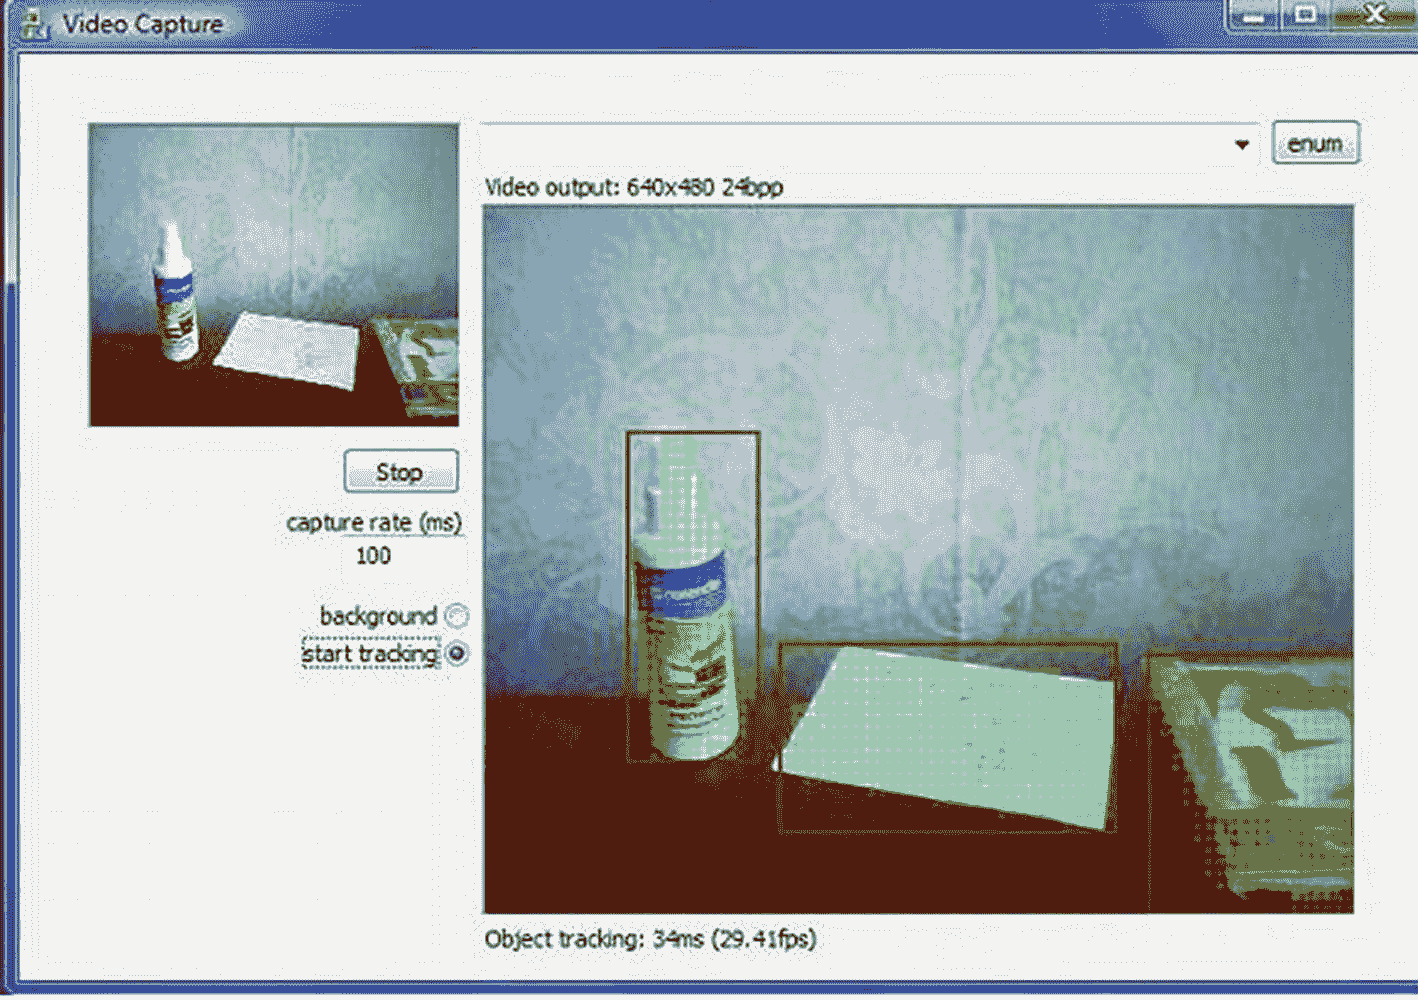 Video Capture
enum
Video output: 640x480 24bpp
Stop
capture rate (ms)
100
background
start tracking
Object tracking: 34ms (29.41fps)